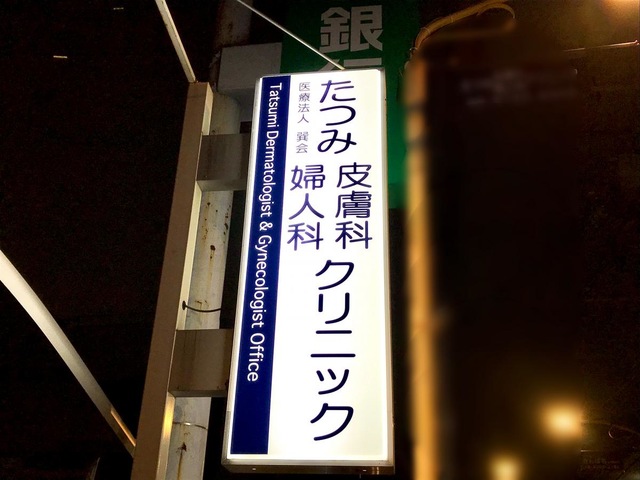 銀
医療法人 巽会
たつみ
皮膚科
婦人科
クリニック
Tatsumi Dermatologist & Gynecologist Office